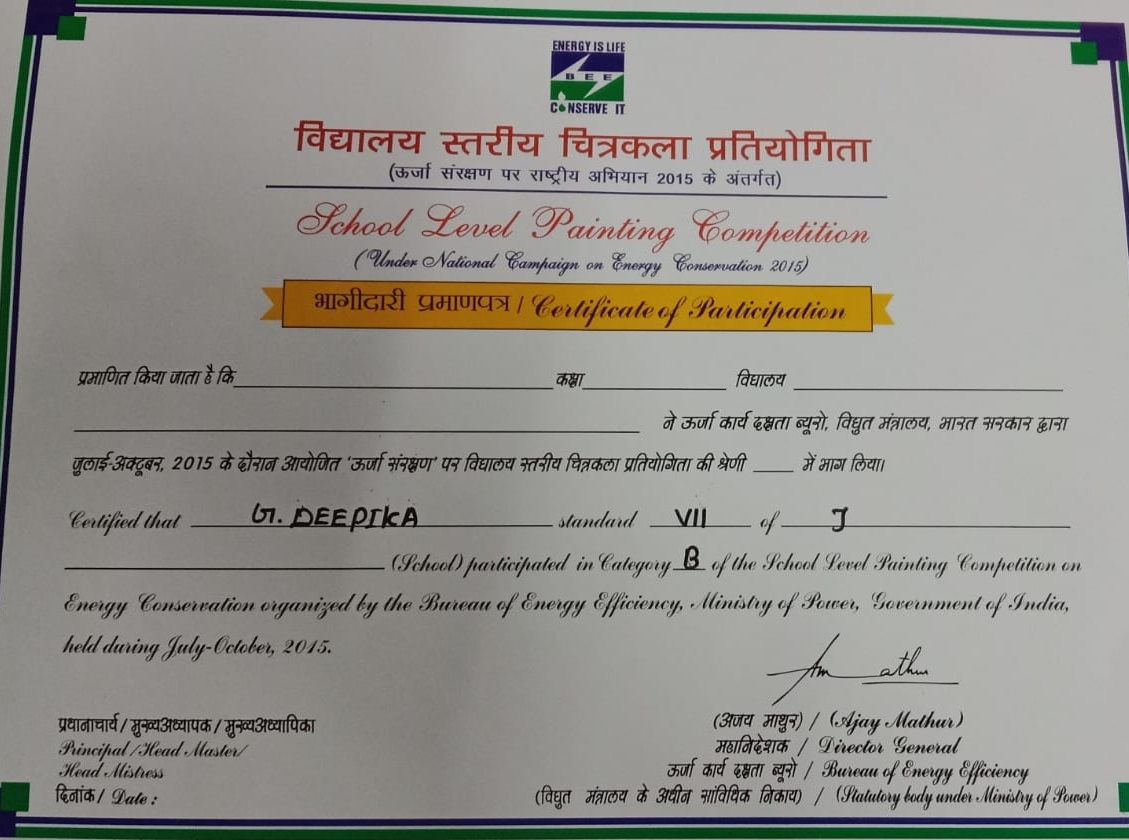 ENERGY IS LIFE
BEE
CONSERVE IT
विद्यालय स्तरीय चित्रकला प्रतियोगिता
(ऊर्जा संरक्षण पर राष्ट्रीय अभियान 2015 के अंतर्गत)
School Level Painting Competition
(Under National Campaign on Energy Conservation 2015)
भागीदारी प्रमाणपत्र / Certificate of Participation
प्रमाणित किया जाता है कि कक्षा विद्यालय
ने ऊर्जा कार्य दक्षता ब्यूरो, विद्युत मंत्रालय, भारत सरकार द्वारा
जुलाई-अक्टूबर, 2015 के दौरान आयोजित 'ऊर्जा संरक्षण' पर विद्यालय स्तरीय चित्रकला प्रतियोगिता की श्रेणी ____ में भाग लिया।
Certified that G. DEEPIKA standard VII of J
(School) participated in Category B of the School Level Painting Competition on
Energy Conservation organized by the Bureau of Energy Efficiency, Ministry of Power, Government of India,
held during July-October, 2015.
प्रधानाचार्य / मुख्यअध्यापक / मुख्यअध्यापिका
Principal /Head Master/
Head Mistress
दिनांक / Date :
(अजय माथुर) / (Ajay Mathur)
महानिदेशक / Director General
ऊर्जा कार्य दक्षता ब्यूरो / Bureau of Energy Efficiency
(विद्युत मंत्रालय के अधीन सांविधिक निकाय) / (Statutory body under Ministry of Power)